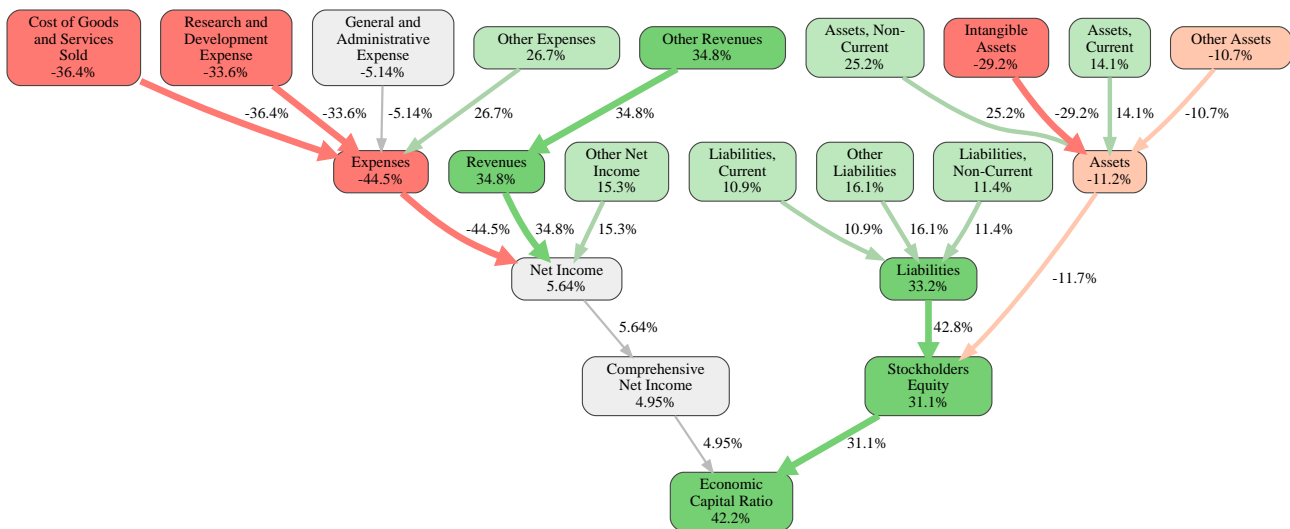 Cost of Goods
and Services
Sold
-36.4%
Research and
Development
Expense
-33.6%
General and
Administrative
Expense
-5.14%
Other Expenses
26.7%
Other Revenues
34.8%
Assets, Non-
Current
25.2%
Intangible
Assets
-29.2%
Assets,
Current
14.1%
Other Assets
-10.7%
-36.4%
-33.6%
-5.14%
26.7%
34.8%
25.2%
-29.2%
14.1%
-10.7%
Expenses
-44.5%
Revenues
34.8%
Other Net
Income
15.3%
Liabilities,
Current
10.9%
Other
Liabilities
16.1%
Liabilities,
Non-Current
11.4%
Assets
-11.2%
-44.5%
34.8%
15.3%
10.9%
16.1%
11.4%
-11.7%
Net Income
5.64%
Liabilities
33.2%
5.64%
42.8%
Comprehensive
Net Income
4.95%
Stockholders
Equity
31.1%
4.95%
31.1%
Economic
Capital Ratio
42.2%